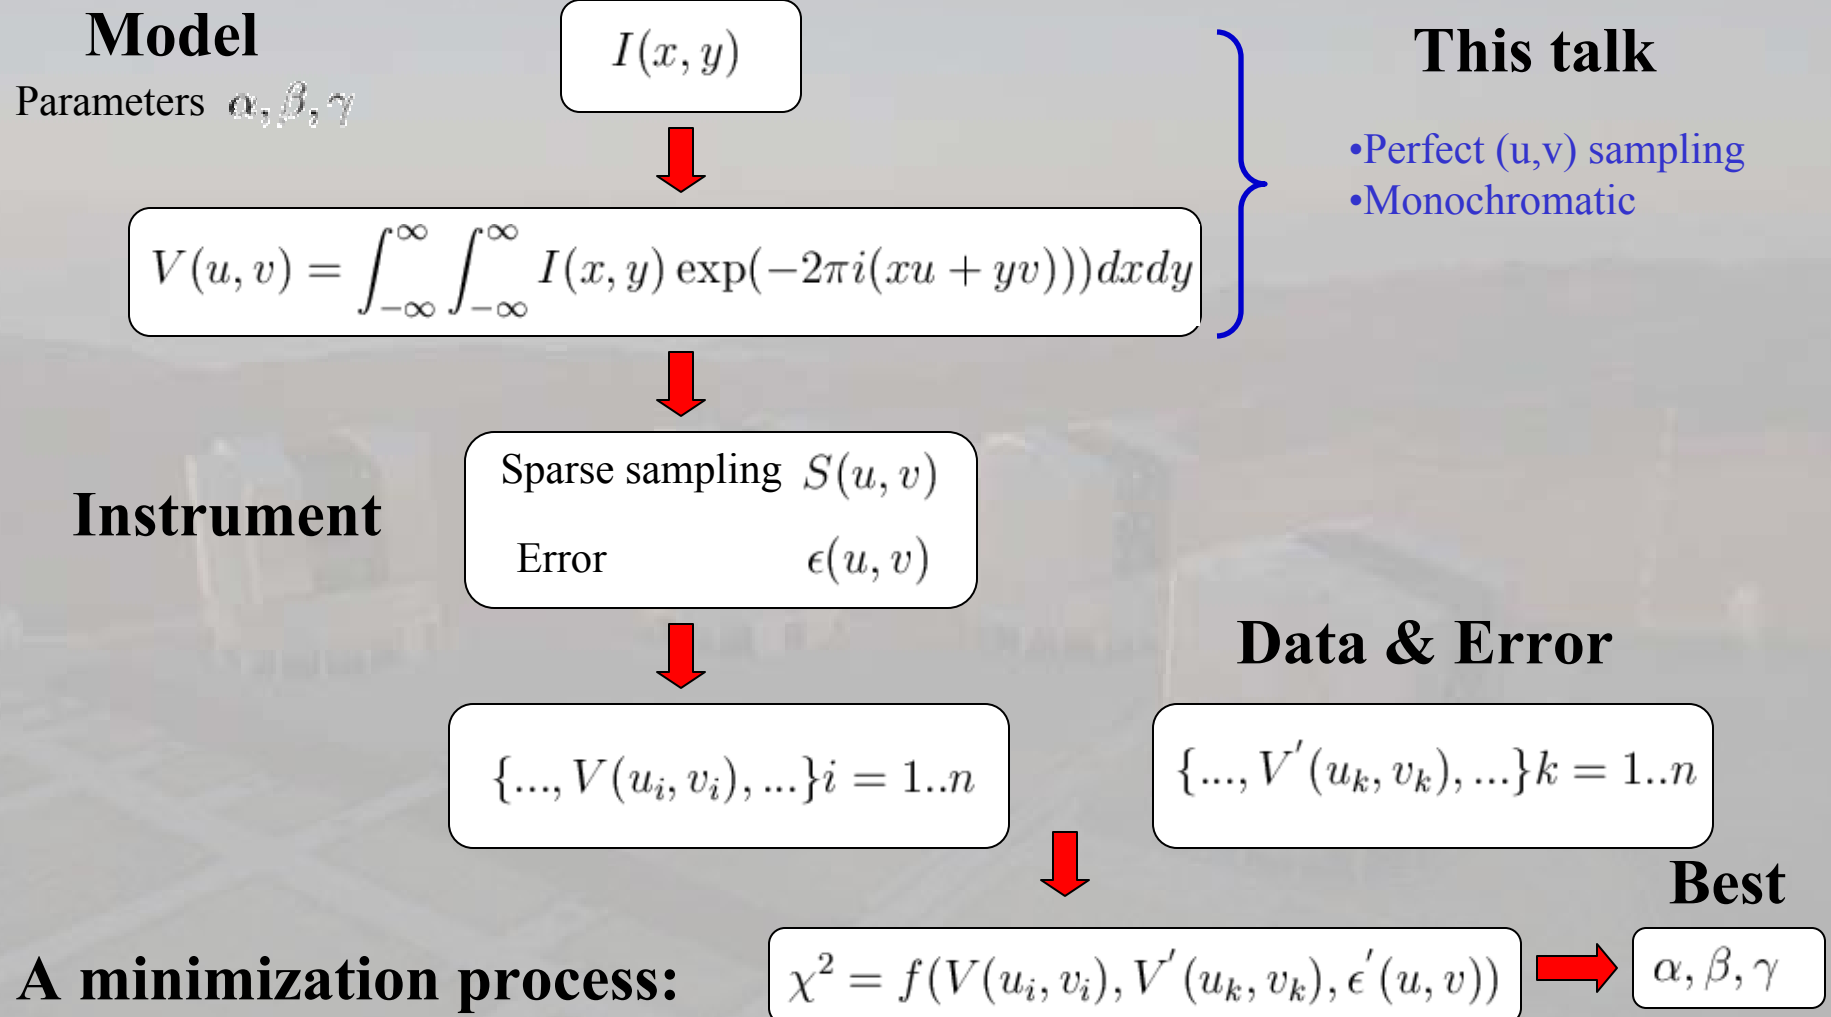 Model
Parameters α, β, γ
I(x, y)
This talk
•Perfect (u,v) sampling
•Monochromatic
V(u, v) = ∫_{-∞}^{∞} ∫_{-∞}^{∞} I(x, y) exp(−2πi(xu + yv)))dxdy
Instrument
Sparse sampling S(u, v)
Error ϵ(u, v)
Data & Error
{..., V(u_i, v_i), ...}i = 1..n
{..., V′(u_k, v_k), ...}k = 1..n
Best
A minimization process:
χ² = f(V(u_i, v_i), V′(u_k, v_k), ϵ′(u, v))
α, β, γ